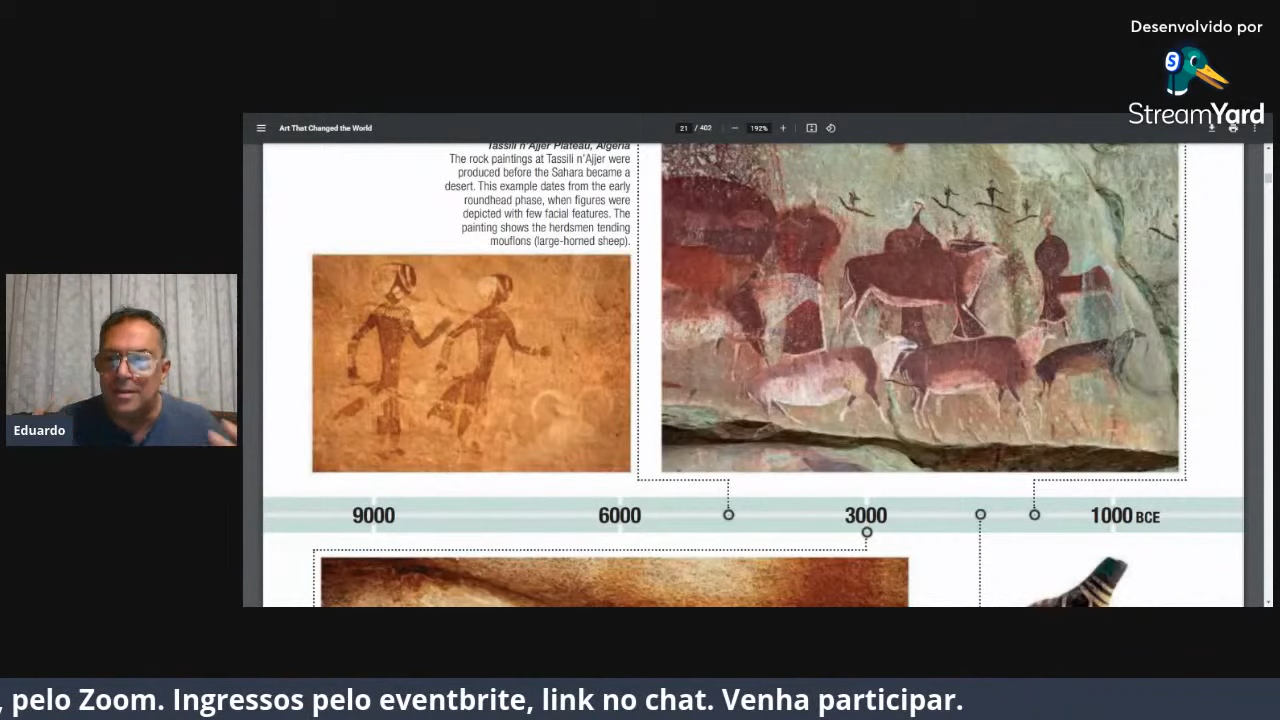 Desenvolvido por
StreamYard
Art That Changed the World
21 / 402
192%
Tassili n'Ajjer Plateau, Algeria
The rock paintings at Tassili n'Ajjer were
produced before the Sahara became a
desert. This example dates from the early
roundhead phase, when figures were
depicted with few facial features. The
painting shows the herdsmen tending
mouflons (large-horned sheep).
Eduardo
9000 6000 3000 1000 BCE
, pelo Zoom. Ingressos pelo eventbrite, link no chat. Venha participar.